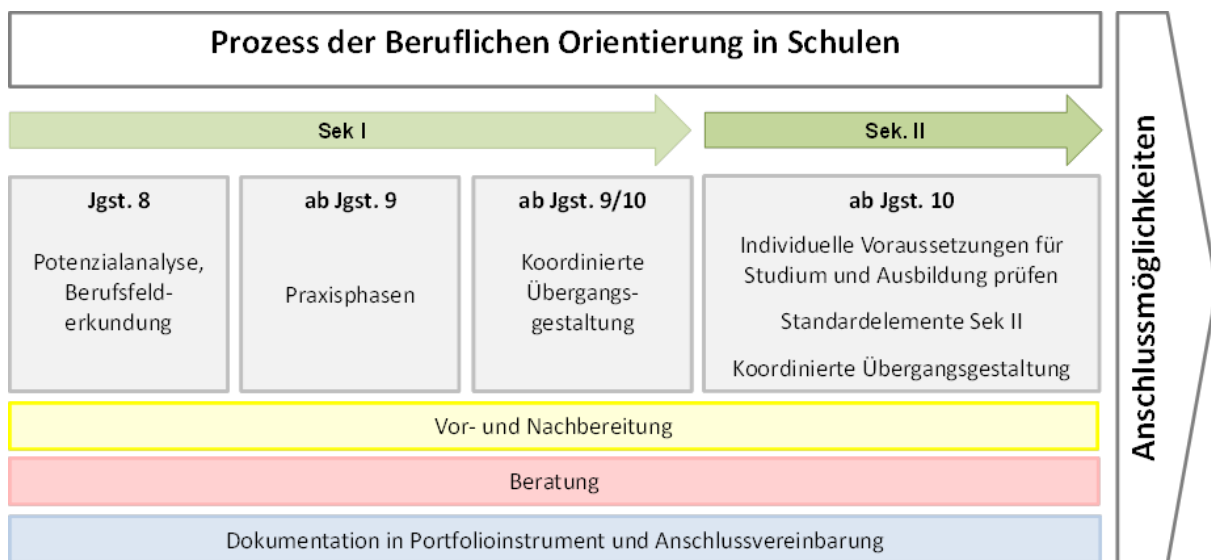 Prozess der Beruflichen Orientierung in Schulen
Sek I
Sek. II
Jgst. 8
Potenzialanalyse,
Berufsfeld-
erkundung
ab Jgst. 9
Praxisphasen
ab Jgst. 9/10
Koordinierte
Übergangs-
gestaltung
ab Jgst. 10
Individuelle Voraussetzungen für
Studium und Ausbildung prüfen
Standardelemente Sek II
Koordinierte Übergangsgestaltung
Vor- und Nachbereitung
Beratung
Dokumentation in Portfolioinstrument und Anschlussvereinbarung
Anschlussmöglichkeiten